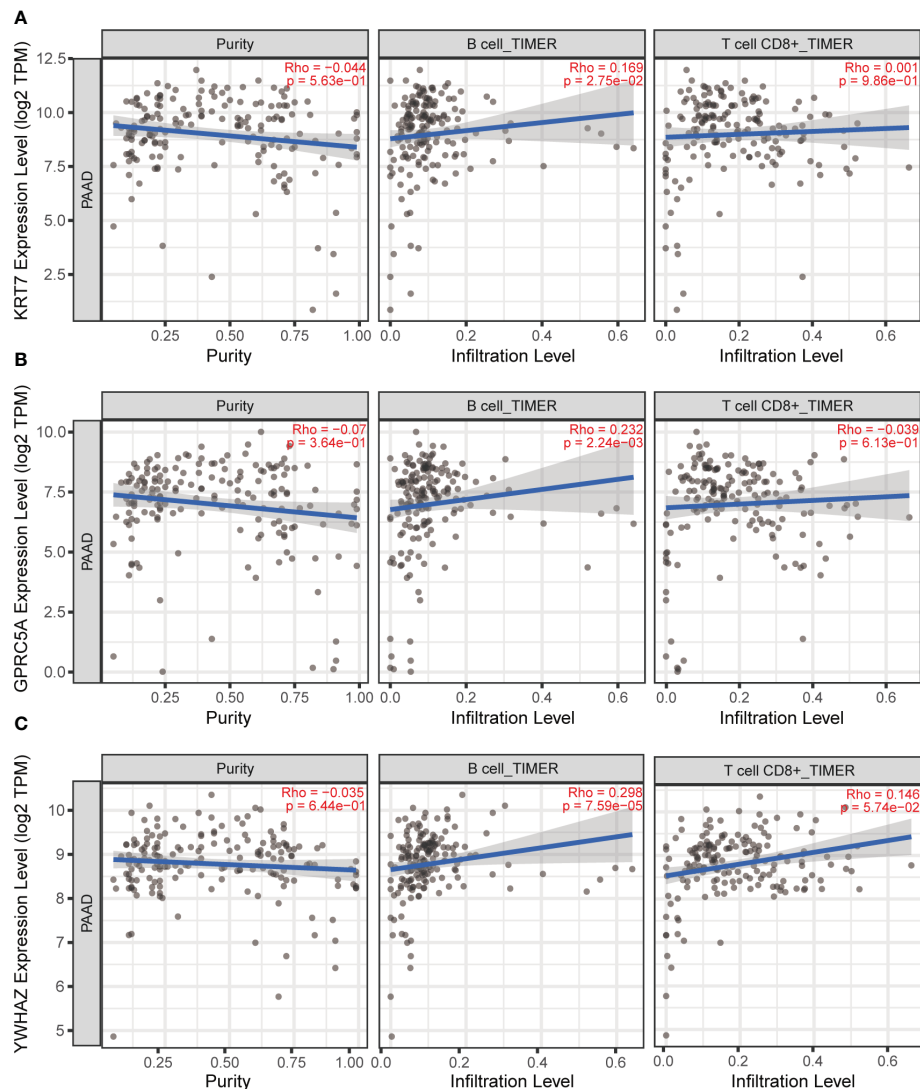 A
Purity
B cell_TIMER
T cell CD8+_TIMER
Rho = −0.044
p = 5.63e−01
Rho = 0.169
p = 2.75e−02
Rho = 0.001
p = 9.86e−01
KRT7 Expression Level (log2 TPM)
PAAD
12.5
10.0
7.5
5.0
2.5
0.25 0.50 0.75 1.00
0.0 0.2 0.4 0.6
0.0 0.2 0.4 0.6
Purity
Infiltration Level
Infiltration Level
B
Purity
B cell_TIMER
T cell CD8+_TIMER
Rho = −0.07
p = 3.64e−01
Rho = 0.232
p = 2.24e−03
Rho = −0.039
p = 6.13e−01
GPRC5A Expression Level (log2 TPM)
PAAD
10.0
7.5
5.0
2.5
0.0
0.25 0.50 0.75 1.00
0.0 0.2 0.4 0.6
0.0 0.2 0.4 0.6
Purity
Infiltration Level
Infiltration Level
C
Purity
B cell_TIMER
T cell CD8+_TIMER
Rho = −0.035
p = 6.44e−01
Rho = 0.298
p = 7.59e−05
Rho = 0.146
p = 5.74e−02
YWHAZ Expression Level (log2 TPM)
PAAD
10
9
8
7
6
5
0.25 0.50 0.75 1.00
0.0 0.2 0.4 0.6
0.0 0.2 0.4 0.6
Purity
Infiltration Level
Infiltration Level